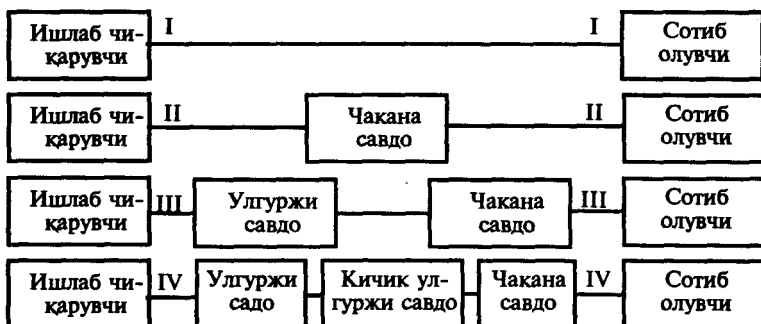 Ишлаб чи-
қарувчи
I
I
Сотиб
олувчи
Ишлаб чи-
қарувчи
II
Чакана
савдо
II
Сотиб
олувчи
Ишлаб чи-
қарувчи
III
Улгуржи
савдо
Чакана
савдо
III
Сотиб
олувчи
Ишлаб чи-
қарувчи
IV
Улгуржи
садо
Кичик ул-
гуржи савдо
Чакана
савдо
IV
Сотиб
олувчи